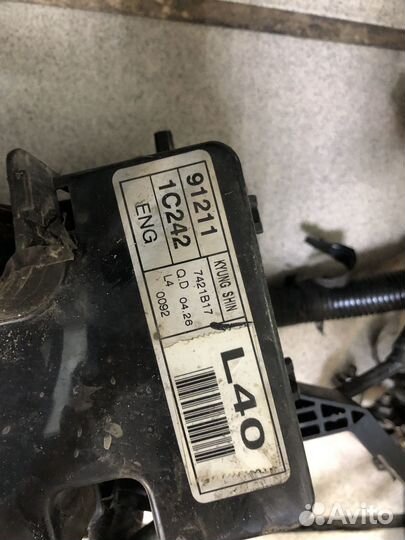 91211
1C242
ENG
KYUNG SHIN
7421B17
Q.D 04.26
L4 0092
L40
Avito